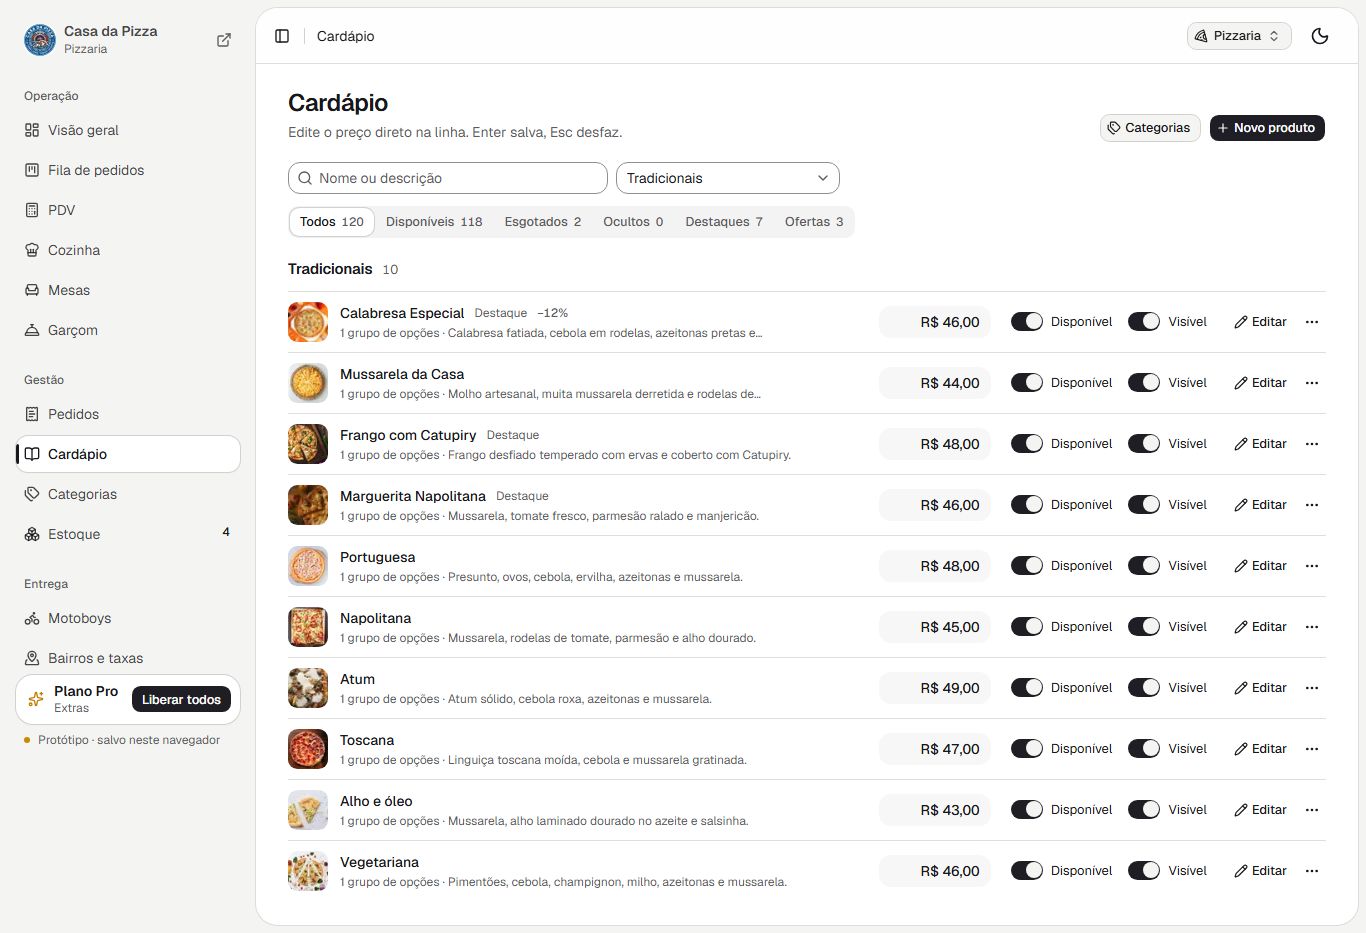 Casa da Pizza
Pizzaria
Operação
Visão geral
Fila de pedidos
PDV
Cozinha
Mesas
Garçom
Gestão
Pedidos
Cardápio
Categorias
Estoque 4
Entrega
Motoboys
Bairros e taxas
Plano Pro
Extras
Liberar todos
Protótipo · salvo neste navegador
Cardápio
Pizzaria
Cardápio
Edite o preço direto na linha. Enter salva, Esc desfaz.
Categorias
+ Novo produto
Nome ou descrição
Tradicionais
Todos 120 Disponíveis 118 Esgotados 2 Ocultos 0 Destaques 7 Ofertas 3
Tradicionais 10
Calabresa Especial Destaque −12%
1 grupo de opções · Calabresa fatiada, cebola em rodelas, azeitonas pretas e…
R$ 46,00 Disponível Visível Editar
Mussarela da Casa
1 grupo de opções · Molho artesanal, muita mussarela derretida e rodelas de…
R$ 44,00 Disponível Visível Editar
Frango com Catupiry Destaque
1 grupo de opções · Frango desfiado temperado com ervas e coberto com Catupiry.
R$ 48,00 Disponível Visível Editar
Marguerita Napolitana Destaque
1 grupo de opções · Mussarela, tomate fresco, parmesão ralado e manjericão.
R$ 46,00 Disponível Visível Editar
Portuguesa
1 grupo de opções · Presunto, ovos, cebola, ervilha, azeitonas e mussarela.
R$ 48,00 Disponível Visível Editar
Napolitana
1 grupo de opções · Mussarela, rodelas de tomate, parmesão e alho dourado.
R$ 45,00 Disponível Visível Editar
Atum
1 grupo de opções · Atum sólido, cebola roxa, azeitonas e mussarela.
R$ 49,00 Disponível Visível Editar
Toscana
1 grupo de opções · Linguiça toscana moída, cebola e mussarela gratinada.
R$ 47,00 Disponível Visível Editar
Alho e óleo
1 grupo de opções · Mussarela, alho laminado dourado no azeite e salsinha.
R$ 43,00 Disponível Visível Editar
Vegetariana
1 grupo de opções · Pimentões, cebola, champignon, milho, azeitonas e mussarela.
R$ 46,00 Disponível Visível Editar